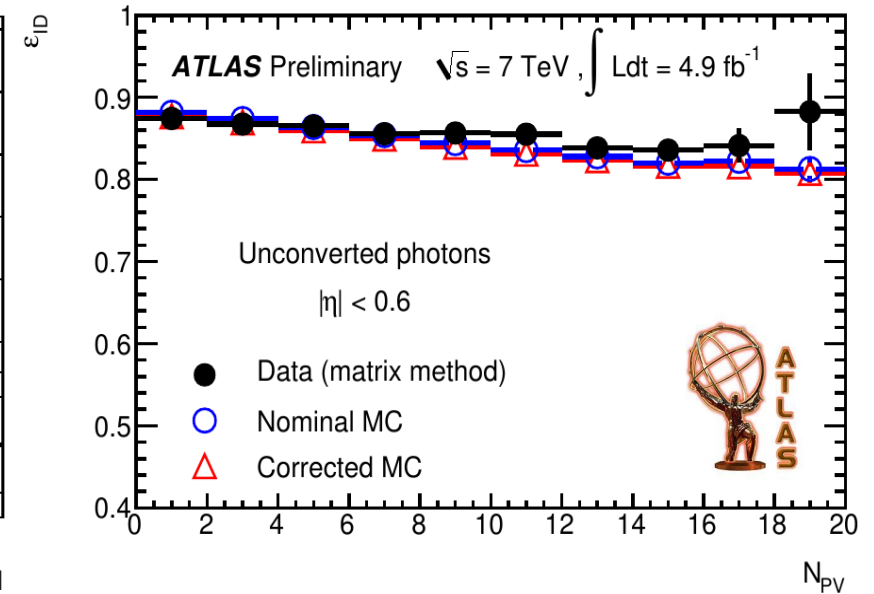 ε_ID
1
ATLAS Preliminary √s = 7 TeV , ∫ Ldt = 4.9 fb⁻¹
0.9
0.8
0.7
Unconverted photons
|η| < 0.6
0.6
Data (matrix method)
ATLAS
0.5
Nominal MC
Corrected MC
0.4
0 2 4 6 8 10 12 14 16 18 20
N_PV